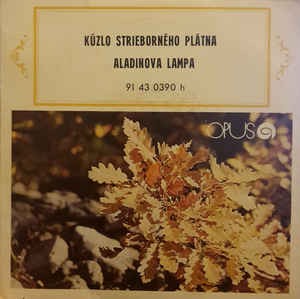 KÚZLO STRIEBORNÉHO PLÁTNA
ALADINOVA LAMPA
91 43 0390 h
OPUS